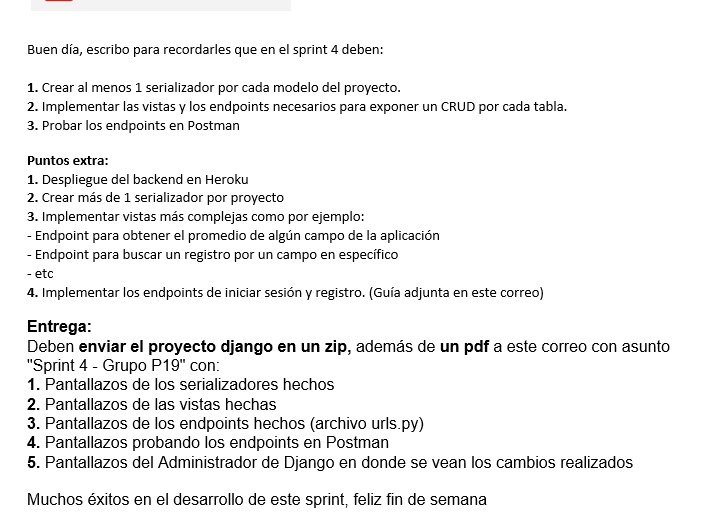 Buen día, escribo para recordarles que en el sprint 4 deben:
1. Crear al menos 1 serializador por cada modelo del proyecto.
2. Implementar las vistas y los endpoints necesarios para exponer un CRUD por cada tabla.
3. Probar los endpoints en Postman
Puntos extra:
1. Despliegue del backend en Heroku
2. Crear más de 1 serializador por proyecto
3. Implementar vistas más complejas como por ejemplo:
- Endpoint para obtener el promedio de algún campo de la aplicación
- Endpoint para buscar un registro por un campo en específico
- etc
4. Implementar los endpoints de iniciar sesión y registro. (Guía adjunta en este correo)
Entrega:
Deben enviar el proyecto django en un zip, además de un pdf a este correo con asunto
"Sprint 4 - Grupo P19" con:
1. Pantallazos de los serializadores hechos
2. Pantallazos de las vistas hechas
3. Pantallazos de los endpoints hechos (archivo urls.py)
4. Pantallazos probando los endpoints en Postman
5. Pantallazos del Administrador de Django en donde se vean los cambios realizados
Muchos éxitos en el desarrollo de este sprint, feliz fin de semana